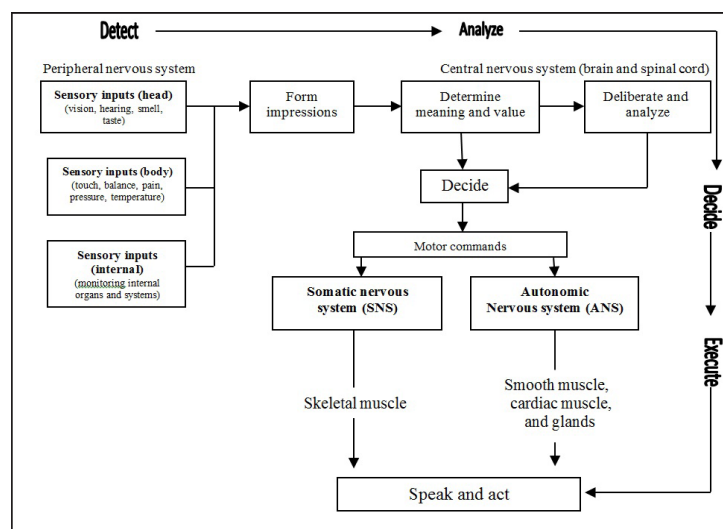 Detect
Analyze
Peripheral nervous system
Central nervous system (brain and spinal cord)
Sensory inputs (head)
(vision, hearing, smell,
taste)
Form
impressions
Determine
meaning and value
Deliberate and
analyze
Sensory inputs (body)
(touch, balance, pain,
pressure, temperature)
Decide
Decide
Sensory inputs
(internal)
(monitoring internal
organs and systems)
Motor commands
Somatic nervous
system (SNS)
Autonomic
Nervous system (ANS)
Execute
Skeletal muscle
Smooth muscle,
cardiac muscle,
and glands
Speak and act